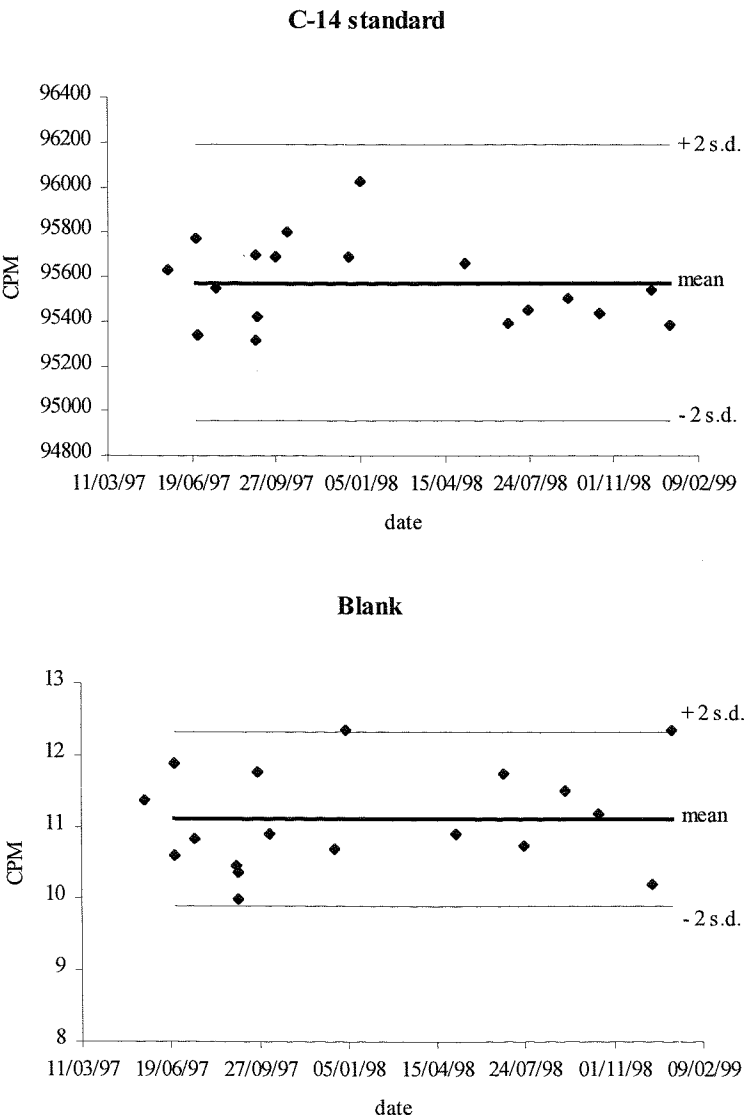 C-14 standard
96400
96200
+ 2 s.d.
96000
95800
95600
mean
CPM
95400
95200
95000
- 2 s.d.
94800
11/03/97 19/06/97 27/09/97 05/01/98 15/04/98 24/07/98 01/11/98 09/02/99
date
Blank
13
+ 2 s.d.
12
11
mean
CPM
10
- 2 s.d.
9
8
11/03/97 19/06/97 27/09/97 05/01/98 15/04/98 24/07/98 01/11/98 09/02/99
date